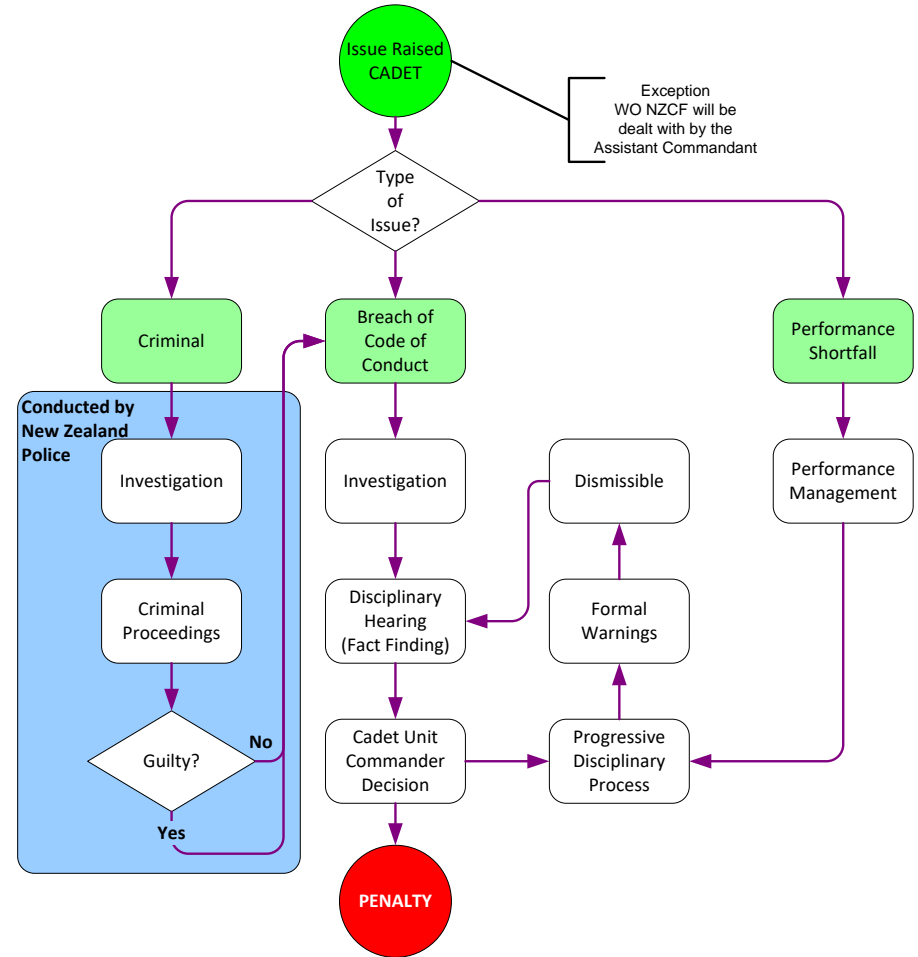 Issue Raised
CADET
Exception
WO NZCF will be
dealt with by the
Assistant Commandant
Type
of
Issue?
Criminal
Breach of
Code of
Conduct
Performance
Shortfall
Conducted by
New Zealand
Police
Investigation
Investigation
Dismissible
Performance
Management
Criminal
Proceedings
Disciplinary
Hearing
(Fact Finding)
Formal
Warnings
Guilty?
No
Yes
Cadet Unit
Commander
Decision
Progressive
Disciplinary
Process
PENALTY